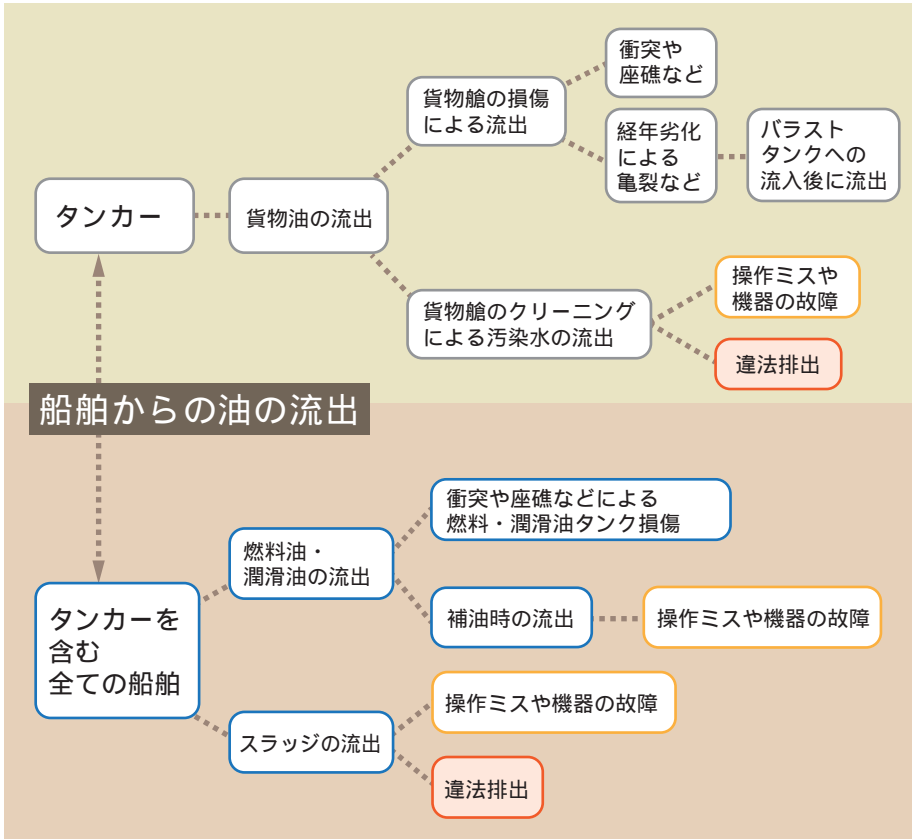 衝突や
座礁など
貨物艙の損傷
による流出
経年劣化
による
亀裂など
バラスト
タンクへの
流入後に流出
タンカー
貨物油の流出
操作ミスや
機器の故障
貨物艙のクリーニング
による汚染水の流出
違法排出
船舶からの油の流出
衝突や座礁などによる
燃料・潤滑油タンク損傷
燃料油・
潤滑油の流出
補油時の流出
操作ミスや機器の故障
タンカーを
含む
全ての船舶
操作ミスや機器の故障
スラッジの流出
違法排出